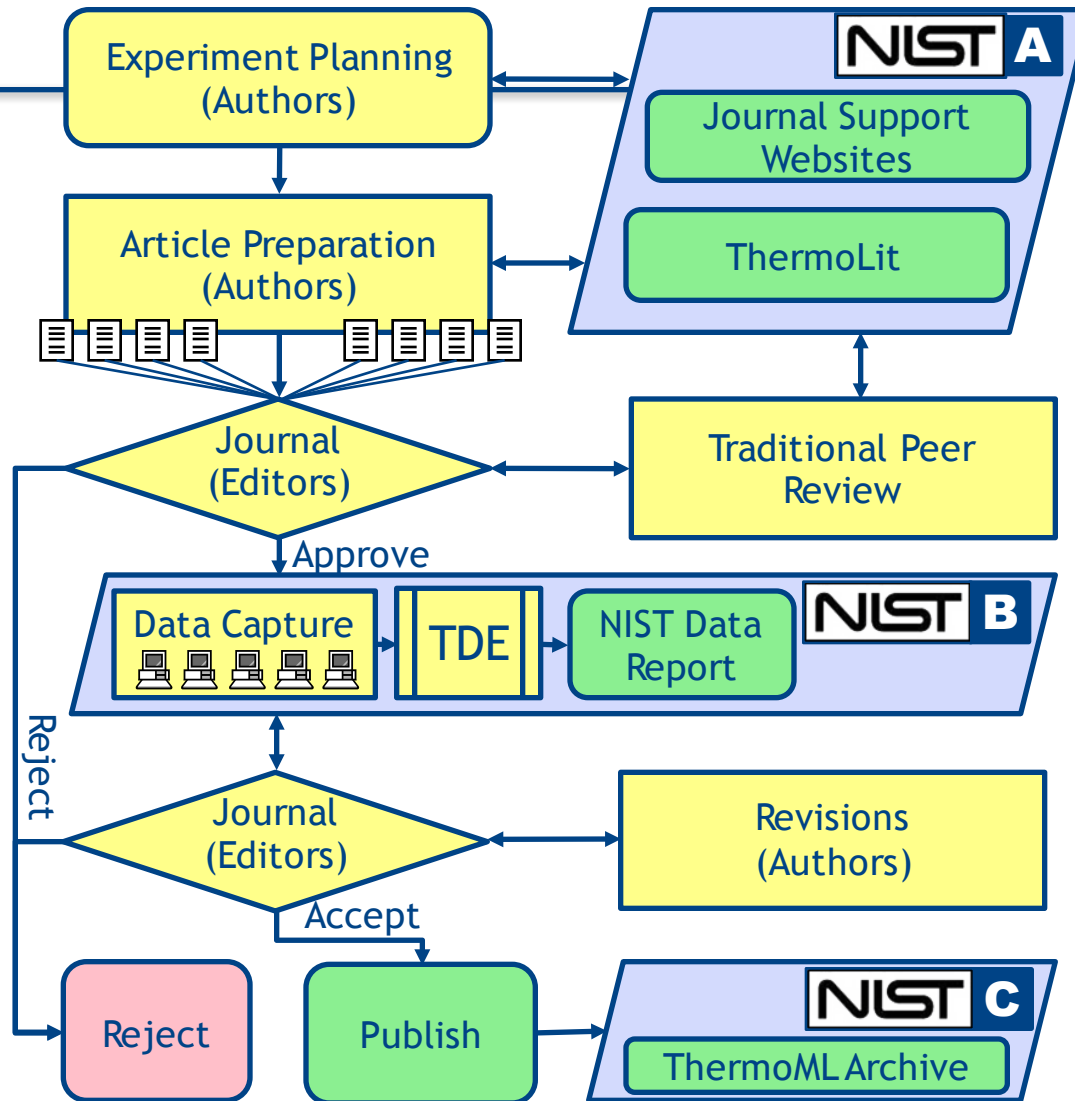 Experiment Planning
(Authors)
NIST A
Journal Support
Websites
Article Preparation
(Authors)
ThermoLit
Journal
(Editors)
Traditional Peer
Review
Approve
NIST B
Data Capture
TDE
NIST Data
Report
Reject
Journal
(Editors)
Revisions
(Authors)
Accept
Reject
Publish
NIST C
ThermoML Archive